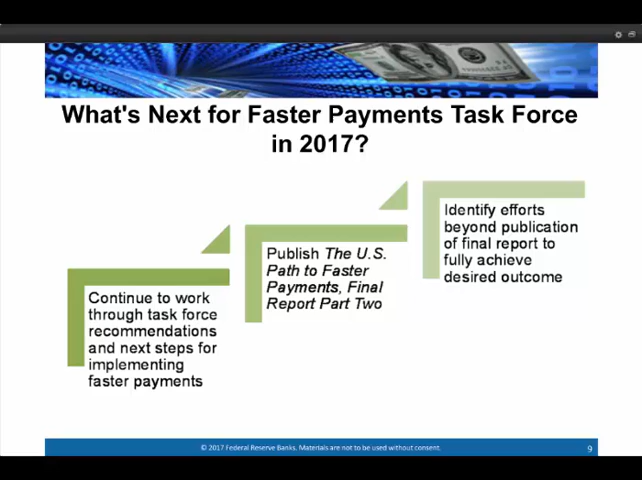 What's Next for Faster Payments Task Force
in 2017?
Continue to work
through task force
recommendations
and next steps for
implementing
faster payments
Publish The U.S.
Path to Faster
Payments, Final
Report Part Two
Identify efforts
beyond publication
of final report to
fully achieve
desired outcome
© 2017 Federal Reserve Banks. Materials are not to be used without consent.
9